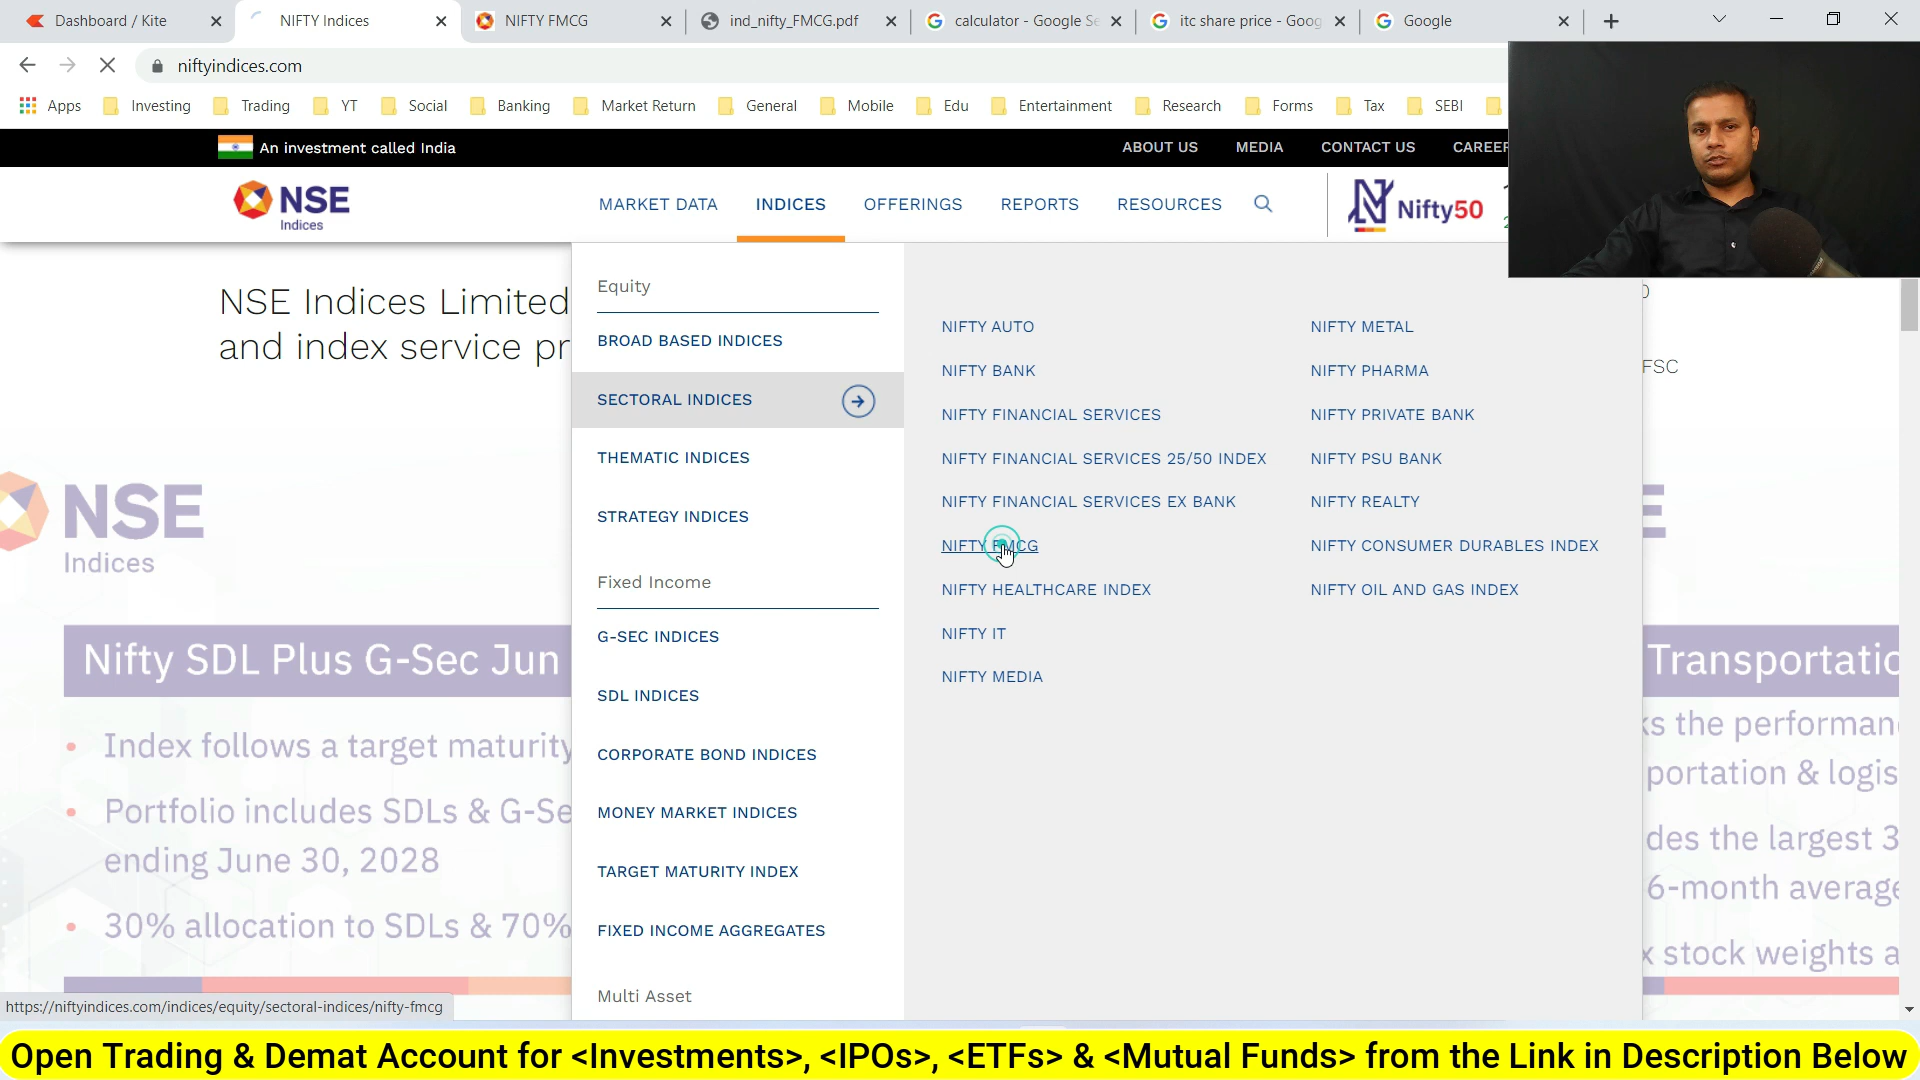 Dashboard / Kite
NIFTY Indices
NIFTY FMCG
ind_nifty_FMCG.pdf
calculator - Google Se
itc share price - Goog
Google
niftyindices.com
Apps
Investing
Trading
YT
Social
Banking
Market Return
General
Mobile
Edu
Entertainment
Research
Forms
Tax
SEBI
An investment called India
ABOUT US
MEDIA
CONTACT US
CAREER
NSE
Indices
MARKET DATA
INDICES
OFFERINGS
REPORTS
RESOURCES
Nifty50
NSE Indices Limited
and index service pr
Equity
BROAD BASED INDICES
SECTORAL INDICES
THEMATIC INDICES
STRATEGY INDICES
Fixed Income
G-SEC INDICES
SDL INDICES
CORPORATE BOND INDICES
MONEY MARKET INDICES
TARGET MATURITY INDEX
FIXED INCOME AGGREGATES
Multi Asset
NIFTY AUTO
NIFTY BANK
NIFTY FINANCIAL SERVICES
NIFTY FINANCIAL SERVICES 25/50 INDEX
NIFTY FINANCIAL SERVICES EX BANK
NIFTY FMCG
NIFTY HEALTHCARE INDEX
NIFTY IT
NIFTY MEDIA
NIFTY METAL
NIFTY PHARMA
NIFTY PRIVATE BANK
NIFTY PSU BANK
NIFTY REALTY
NIFTY CONSUMER DURABLES INDEX
NIFTY OIL AND GAS INDEX
FSC
NSE
Indices
Nifty SDL Plus G-Sec Jun
Index follows a target maturity
Portfolio includes SDLs & G-Se
ending June 30, 2028
30% allocation to SDLs & 70%
E
Transportatio
ks the performan
portation & logis
des the largest 3
6-month average
x stock weights a
https://niftyindices.com/indices/equity/sectoral-indices/nifty-fmcg
Open Trading & Demat Account for <Investments>, <IPOs>, <ETFs> & <Mutual Funds> from the Link in Description Below